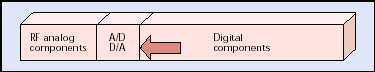 RF analog
components
A/D
D/A
Digital
components